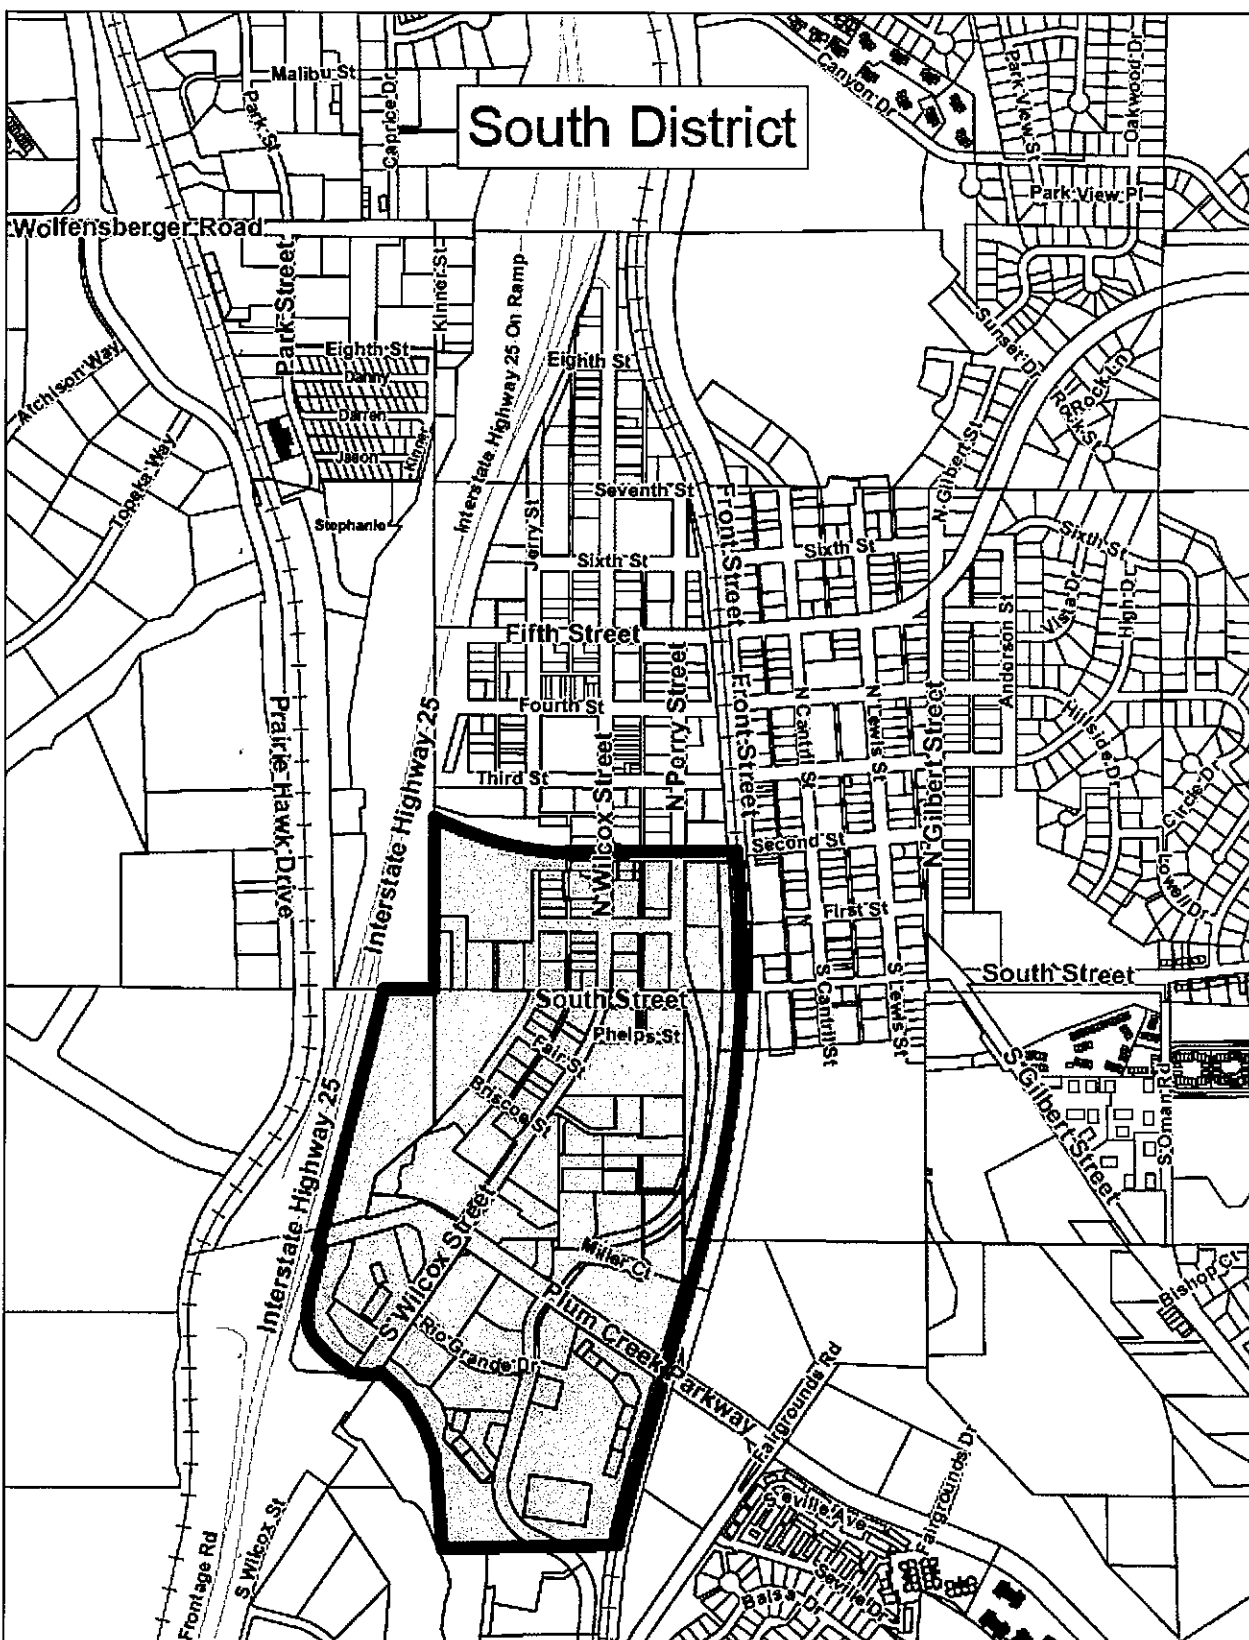 Malibu St
Park St
Caprice Dr
South District
Canyon Dr
Park View St
Oakwood Dr
Park View Pl
Wolfensberger Road
Park Street
Kinner St
Interstate Highway 25 On Ramp
Sunset Dr
Rock Ln
Rock St
Atchison Way
Eighth St
Danny
Darren
Jason
Kinner
Eighth St
Topeka Way
Stephanie
Jerry St
Seventh St
Front Street
N Gilbert St
Sixth St
Sixth St
Sixth St
Fifth Street
Vista Dr
High Dr
Anderson St
Prairie Hawk Drive
Interstate Highway 25
Fourth St
N Wilcox Street
N Perry Street
Front Street
N Cantril St
N Lewis St
N Gilbert Street
Hillside Dr
Circle Dr
Third St
Second St
Lowell Dr
First St
South Street
South Street
S Cantril St
S Lewis St
Phelps St
Fair St
Briscoe St
S Gilbert Street
S Oman Rd
Interstate Highway 25
S Wilcox Street
Miller Ct
Plum Creek Parkway
Rio Grande Dr
Bishop Ct
Fairgrounds Rd
Fairgrounds Dr
Seville Ave
Seville Dr
Balsa Dr
S Wilcox St
Frontage Rd